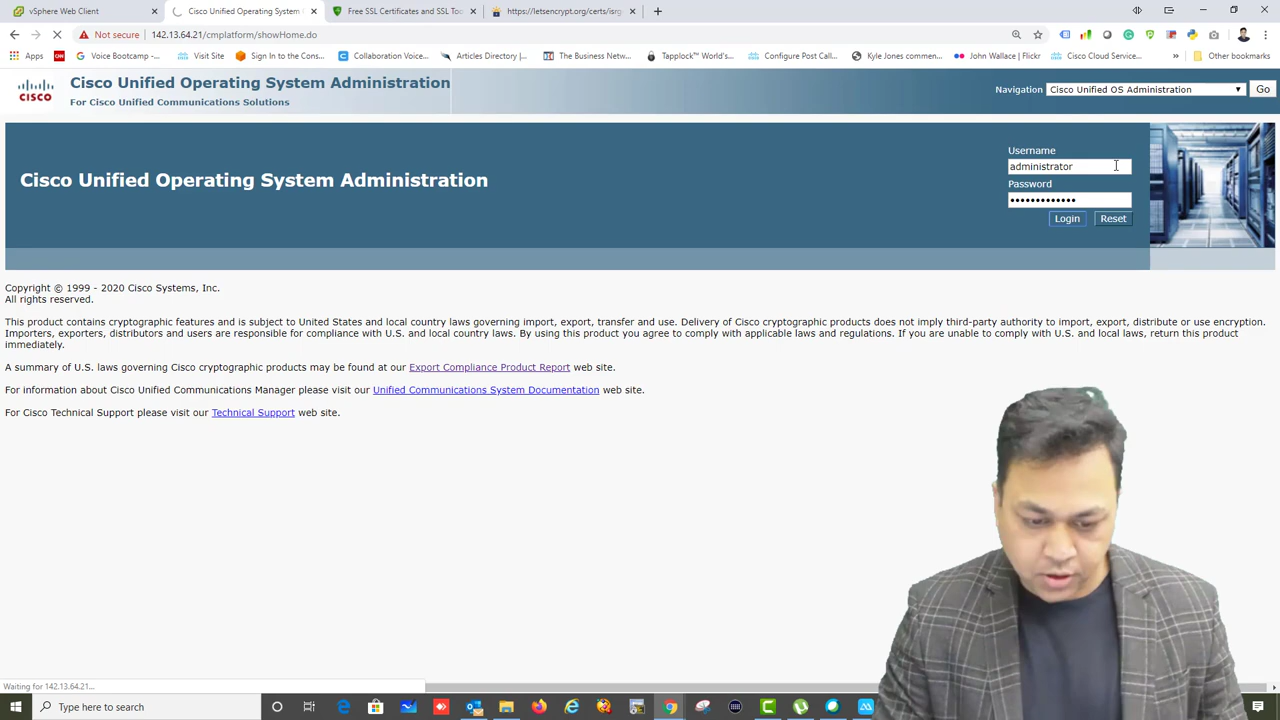 vSphere Web Client
Cisco Unified Operating System
Free SSL Certificates and SSL Too
https://letsencrypt.org/certs/isrg
Not secure
142.13.64.21/cmplatform/showHome.do
Apps
Voice Bootcamp -...
Visit Site
Sign In to the Cons...
Collaboration Voice...
Articles Directory |...
The Business Netw...
Tapplock™ World's...
Configure Post Call...
Kyle Jones commen...
John Wallace | Flickr
Cisco Cloud Service...
»
Other bookmarks
CISCO
Cisco Unified Operating System Administration
For Cisco Unified Communications Solutions
Navigation
Cisco Unified OS Administration
Go
Cisco Unified Operating System Administration
Username
administrator
Password
•••••••••••••
Login
Reset
Copyright © 1999 - 2020 Cisco Systems, Inc.
All rights reserved.
This product contains cryptographic features and is subject to United States and local country laws governing import, export, transfer and use. Delivery of Cisco cryptographic products does not imply third-party authority to import, export, distribute or use encryption.
Importers, exporters, distributors and users are responsible for compliance with U.S. and local country laws. By using this product you agree to comply with applicable laws and regulations. If you are unable to comply with U.S. and local laws, return this product
immediately.
A summary of U.S. laws governing Cisco cryptographic products may be found at our Export Compliance Product Report web site.
For information about Cisco Unified Communications Manager please visit our Unified Communications System Documentation web site.
For Cisco Technical Support please visit our Technical Support web site.
Waiting for 142.13.64.21...
Type here to search